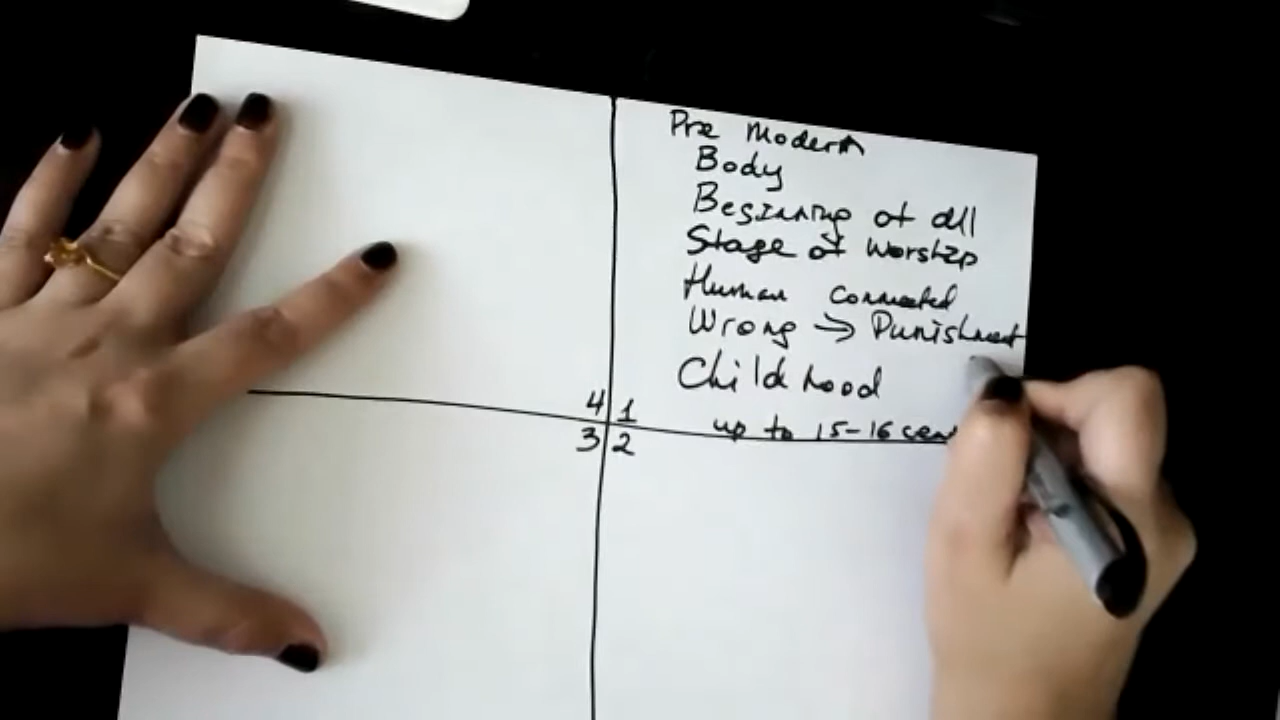 Pre Modern
Body
Beginning of all
Stage of Worship
Human connected
Wrong → Punishment
Childhood
up to 15-16 cen
4 1
3 2